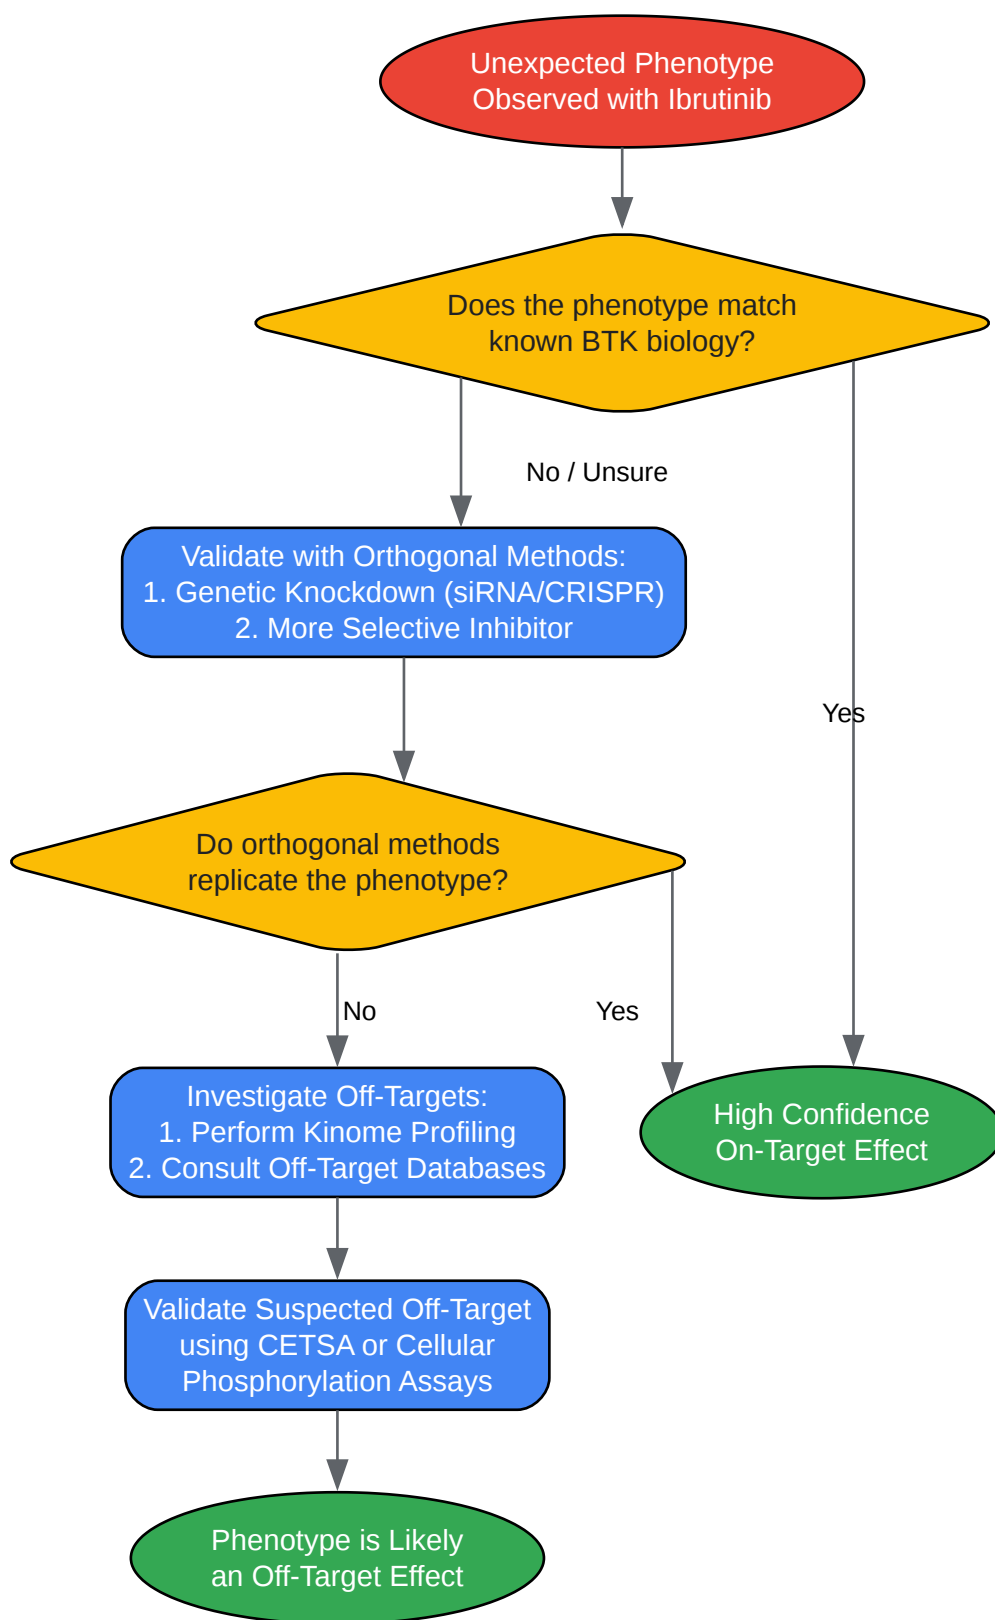 Unexpected Phenotype
Observed with Ibrutinib
Does the phenotype match
known BTK biology?
No / Unsure
Validate with Orthogonal Methods:
1. Genetic Knockdown (siRNA/CRISPR)
2. More Selective Inhibitor
Yes
Do orthogonal methods
replicate the phenotype?
No
Yes
Investigate Off-Targets:
1. Perform Kinome Profiling
2. Consult Off-Target Databases
High Confidence
On-Target Effect
Validate Suspected Off-Target
using CETSA or Cellular
Phosphorylation Assays
Phenotype is Likely
an Off-Target Effect